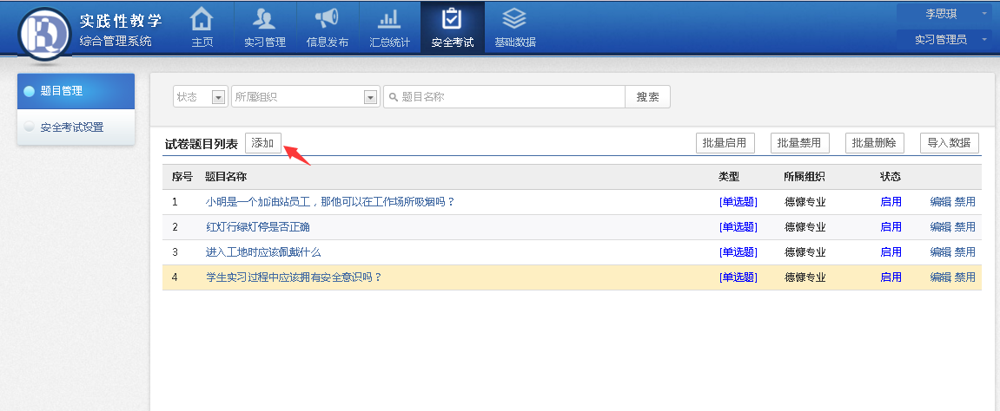 实践性教学
综合管理系统
主页 实习管理 信息发布 汇总统计 安全考试 基础数据
李思琪
实习管理员
题目管理
安全考试设置
状态 所属组织 题目名称 搜索
试卷题目列表 添加 批量启用 批量禁用 批量删除 导入数据
序号 题目名称 类型 所属组织 状态
1 小明是一个加油站员工，那他可以在工作场所吸烟吗？ [单选题] 德慷专业 启用 编辑 禁用
2 红灯行绿灯停是否正确 [单选题] 德慷专业 启用 编辑 禁用
3 进入工地时应该佩戴什么 [单选题] 德慷专业 启用 编辑 禁用
4 学生实习过程中应该拥有安全意识吗？ [单选题] 德慷专业 启用 编辑 禁用